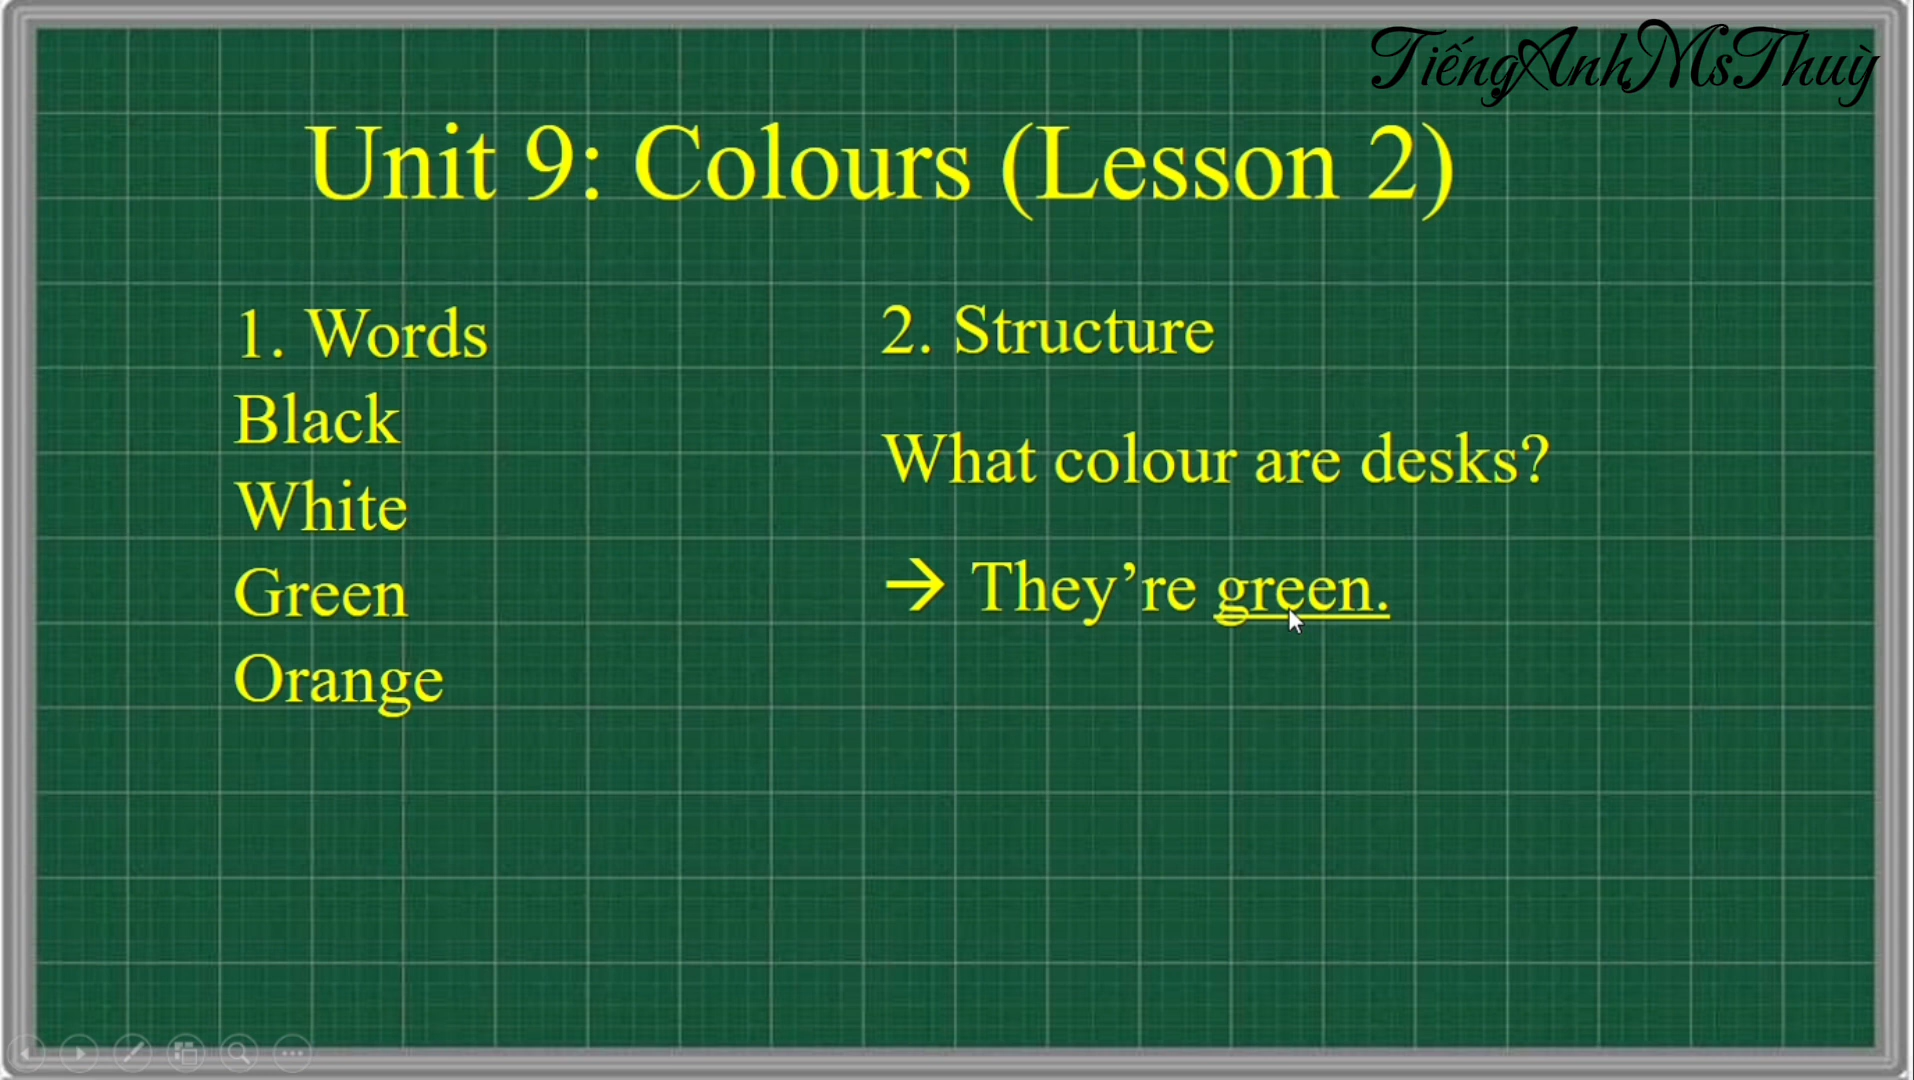 TiếngAnhMsThuỳ
Unit 9: Colours (Lesson 2)
1. Words
Black
White
Green
Orange
2. Structure
What colour are desks?
→ They’re green.